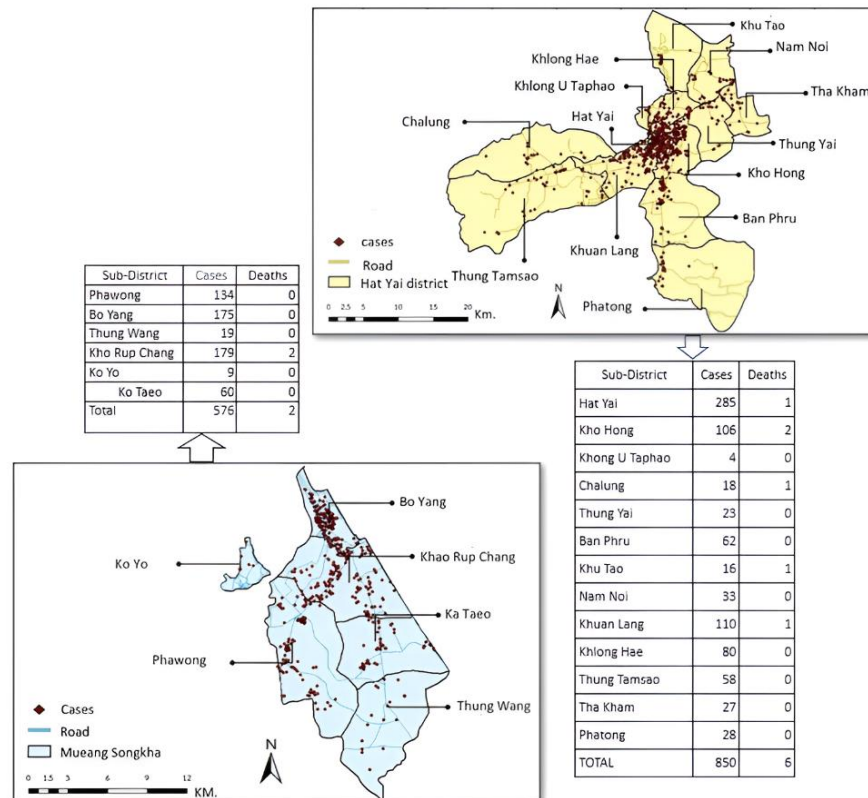 Khu Tao
Nam Noi
Khlong Hae
Khlong U Taphao
Tha Kham
Hat Yai
Chalung
Thung Yai
Kho Hong
Ban Phru
Khuan Lang
Thung Tamsao
Phatong
cases
Road
Hat Yai district
N
0 2.5 5 10 15 20
Km.
Sub-District Cases Deaths
Phawong 134 0
Bo Yang 175 0
Thung Wang 19 0
Kho Rup Chang 179 2
Ko Yo 9 0
Ko Taeo 60 0
Total 576 2
Sub-District Cases Deaths
Hat Yai 285 1
Kho Hong 106 2
Khong U Taphao 4 0
Chalung 18 1
Thung Yai 23 0
Ban Phru 62 0
Khu Tao 16 1
Nam Noi 33 0
Khuan Lang 110 1
Khlong Hae 80 0
Thung Tamsao 58 0
Tha Kham 27 0
Phatong 28 0
TOTAL 850 6
Bo Yang
Ko Yo
Khao Rup Chang
Ka Taeo
Phawong
Thung Wang
Cases
Road
Mueang Songkha
N
0 1.5 3 6 9 12
KM.